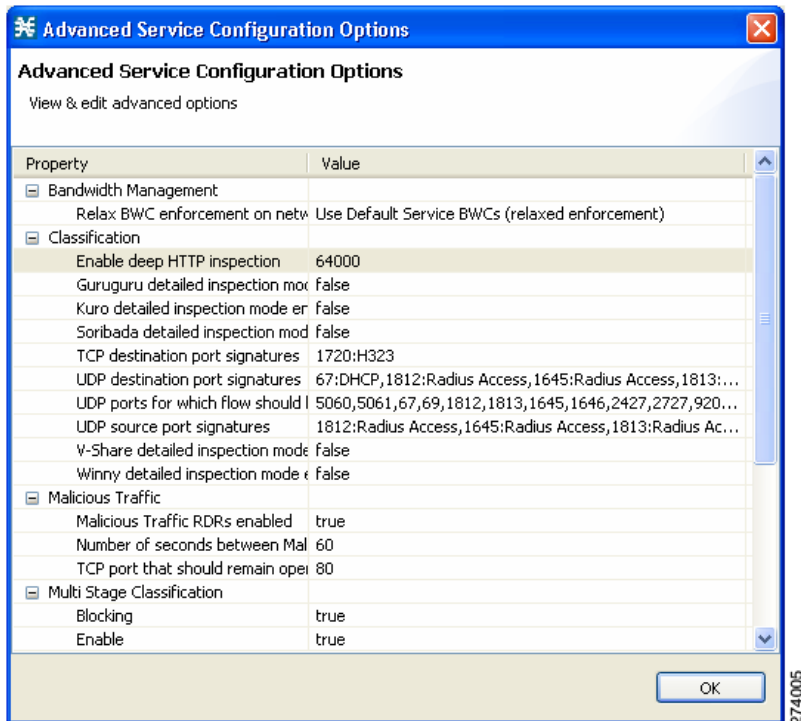 Advanced Service Configuration Options
Advanced Service Configuration Options
View & edit advanced options
Property Value
Bandwidth Management
Relax BWC enforcement on netw Use Default Service BWCs (relaxed enforcement)
Classification
Enable deep HTTP inspection 64000
Guruguru detailed inspection moc false
Kuro detailed inspection mode er false
Soribada detailed inspection mod false
TCP destination port signatures 1720:H323
UDP destination port signatures 67:DHCP,1812:Radius Access,1645:Radius Access,1813:...
UDP ports for which flow should l 5060,5061,67,69,1812,1813,1645,1646,2427,2727,920...
UDP source port signatures 1812:Radius Access,1645:Radius Access,1813:Radius Ac...
V-Share detailed inspection mode false
Winny detailed inspection mode e false
Malicious Traffic
Malicious Traffic RDRs enabled true
Number of seconds between Mal 60
TCP port that should remain oper 80
Multi Stage Classification
Blocking true
Enable true
OK
274005